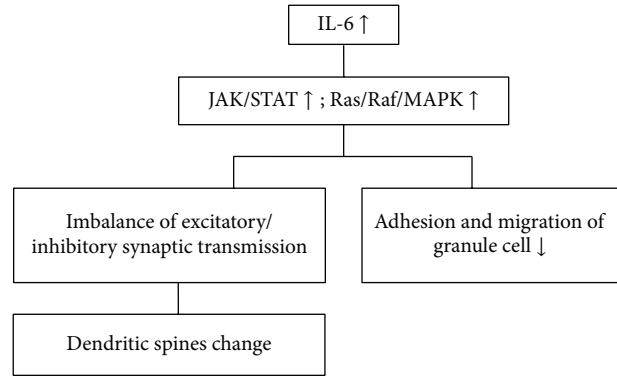 IL-6 ↑
JAK/STAT ↑ ; Ras/Raf/MAPK ↑
Imbalance of excitatory/
inhibitory synaptic transmission
Adhesion and migration of
granule cell ↓
Dendritic spines change